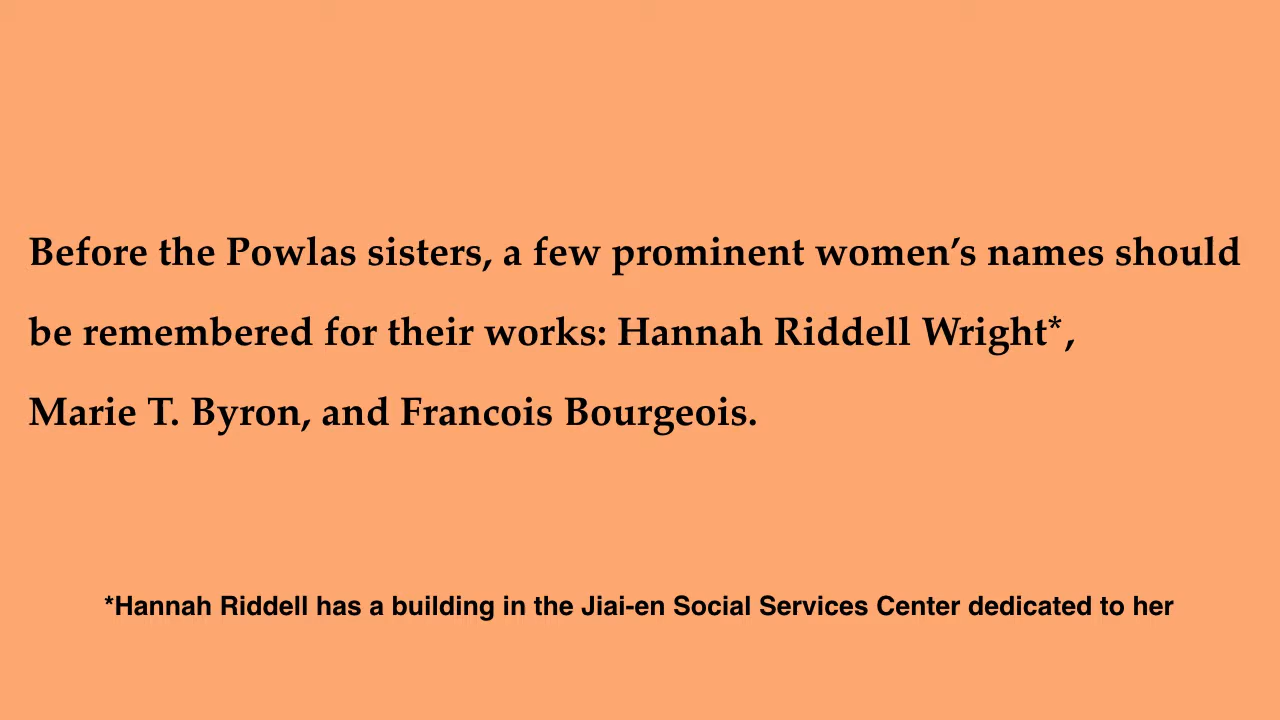 Before the Powlas sisters, a few prominent women’s names should
be remembered for their works: Hannah Riddell Wright*,
Marie T. Byron, and Francois Bourgeois.
*Hannah Riddell has a building in the Jiai-en Social Services Center dedicated to her